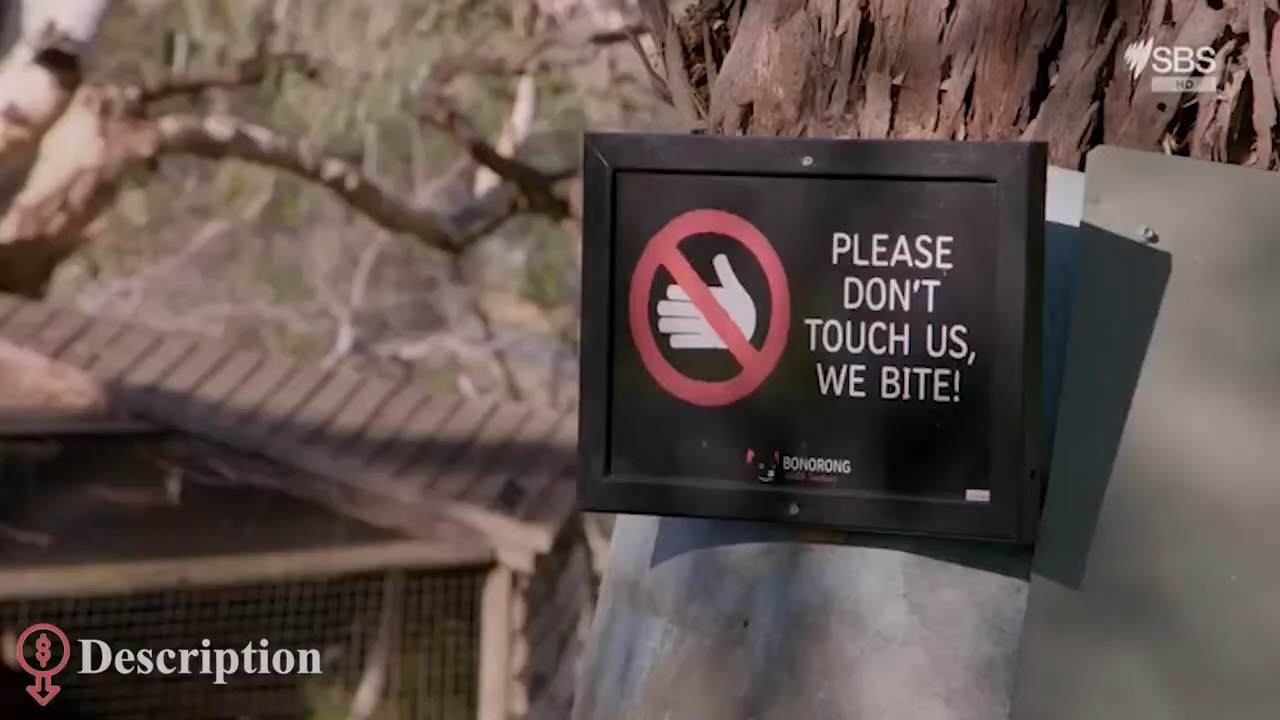 SBS
HD
PLEASE
DON'T
TOUCH US,
WE BITE!
BONORONG
Description